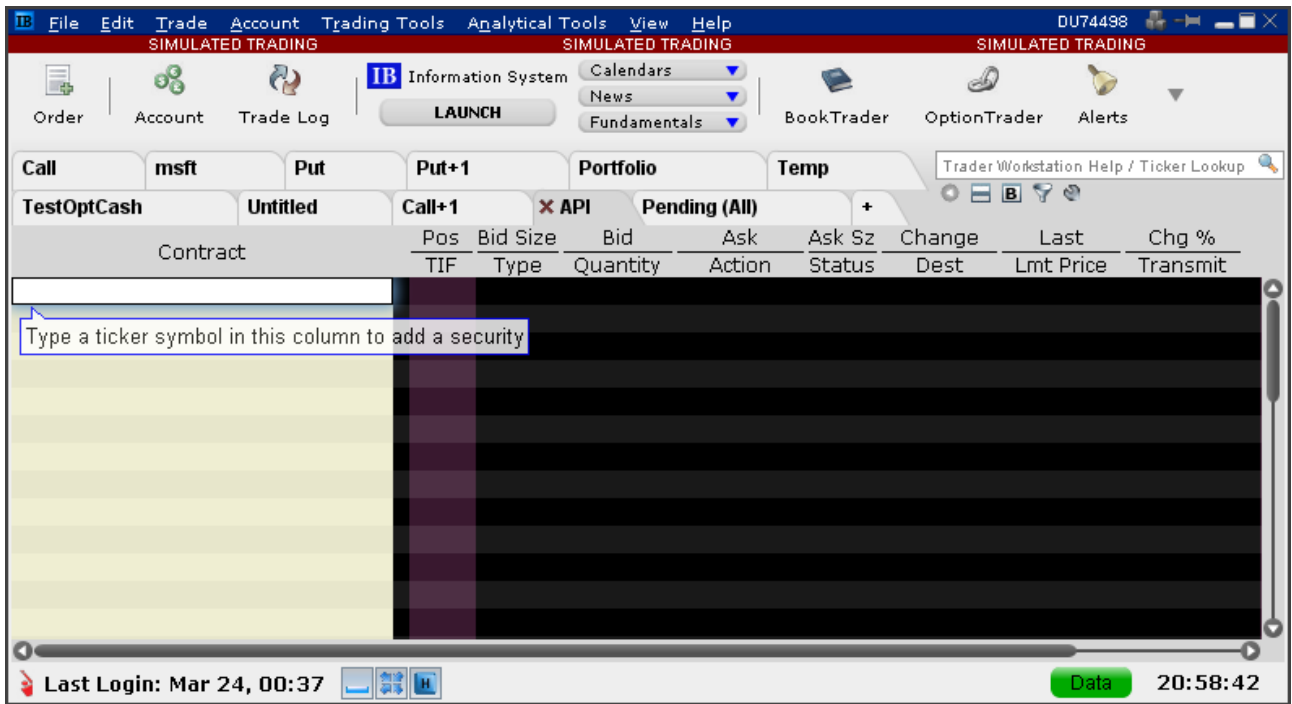 IB File Edit Trade Account Trading Tools Analytical Tools View Help DU74498
SIMULATED TRADING SIMULATED TRADING SIMULATED TRADING
Order Account Trade Log
IB Information System
LAUNCH
Calendars
News
Fundamentals
BookTrader OptionTrader Alerts
Call msft Put Put+1 Portfolio Temp Trader Workstation Help / Ticker Lookup
B
TestOptCash Untitled Call+1 API Pending (All) +
Contract
Pos Bid Size Bid Ask Ask Sz Change Last Chg %
TIF Type Quantity Action Status Dest Lmt Price Transmit
Type a ticker symbol in this column to add a security
Last Login: Mar 24, 00:37 H Data 20:58:42